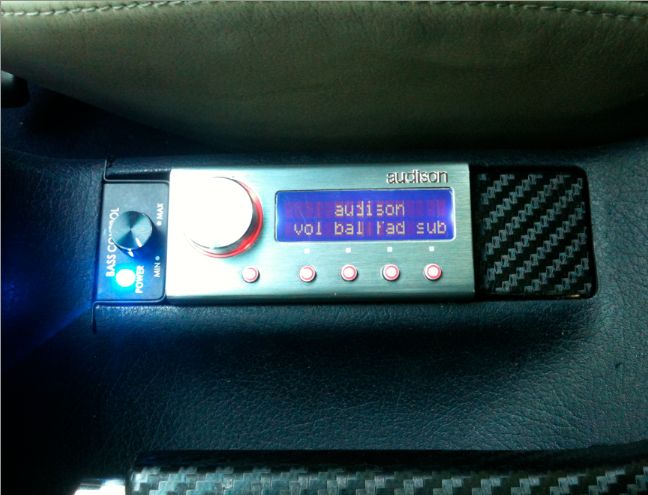 audison
audison
vol bal Fad sub
BASS CONTROL
MAX
MIN
POWER